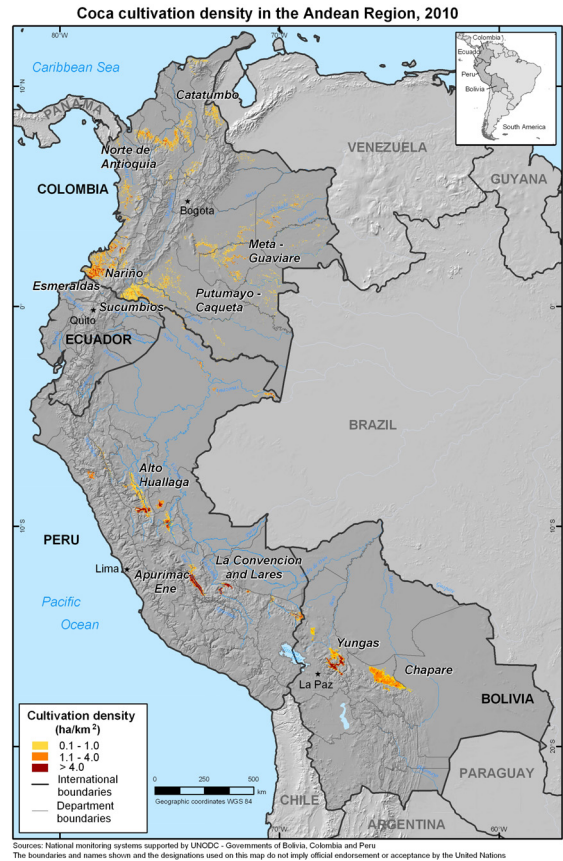 Coca cultivation density in the Andean Region, 2010
80°W
70°W
Caribbean Sea
10°N
PANAMA
Catatumbo
Norte de
Antioquia
COLOMBIA
Bogota
VENEZUELA
GUYANA
Colombia
Ecuador
Peru
Bolivia
South America
Meta -
Guaviare
Nariño
Esmeraldas
Sucumbios
Putumayo -
Caqueta
0°
Quito
ECUADOR
BRAZIL
Alto
Huallaga
10°S
PERU
Lima
Apurimac
Ene
La Convencion
and Lares
Pacific
Ocean
Yungas
Chapare
La Paz
BOLIVIA
20°S
PARAGUAY
CHILE
ARGENTINA
70°W
60°W
Cultivation density
(ha/km²)
0.1 - 1.0
1.1 - 4.0
> 4.0
International
boundaries
Department
boundaries
0 125 250 500
km
Geographic coordinates WGS 84
Sources: National monitoring systems supported by UNODC - Governments of Bolivia, Colombia and Peru
The boundaries and names shown and the designations used on this map do not imply official endorsement or acceptance by the United Nations